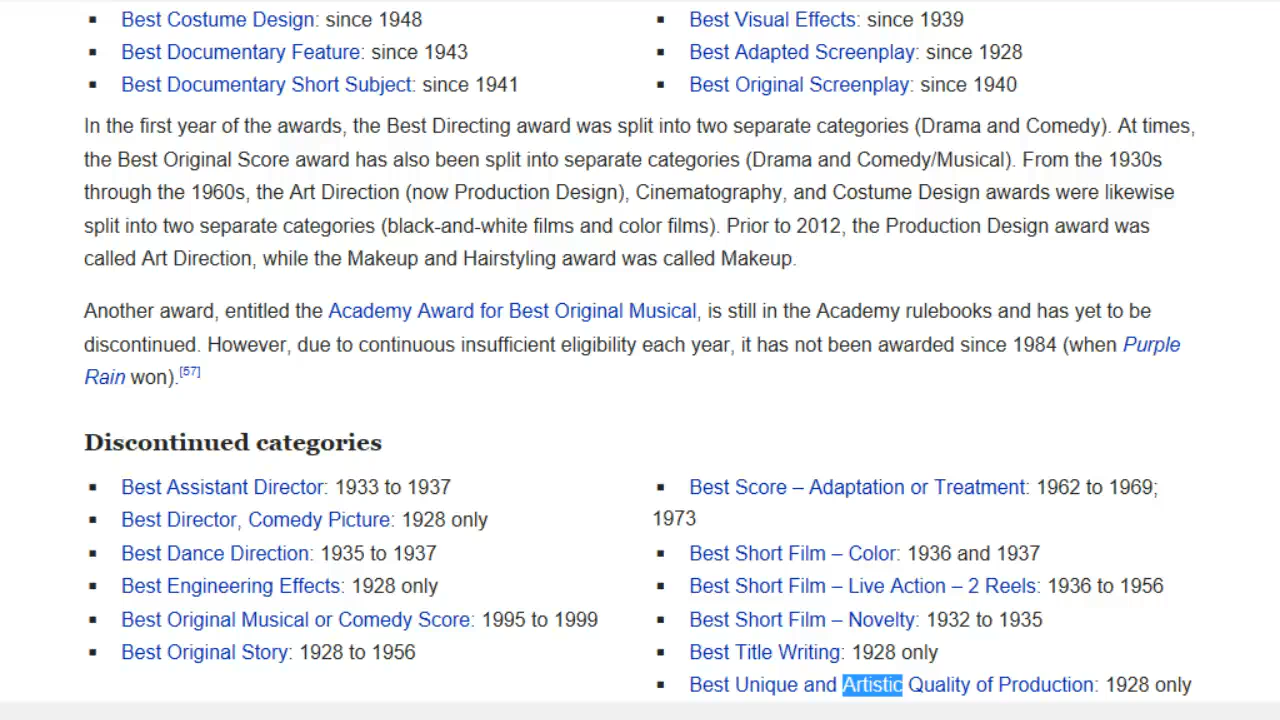 Best Costume Design: since 1948
Best Documentary Feature: since 1943
Best Documentary Short Subject: since 1941
Best Visual Effects: since 1939
Best Adapted Screenplay: since 1928
Best Original Screenplay: since 1940
In the first year of the awards, the Best Directing award was split into two separate categories (Drama and Comedy). At times,
the Best Original Score award has also been split into separate categories (Drama and Comedy/Musical). From the 1930s
through the 1960s, the Art Direction (now Production Design), Cinematography, and Costume Design awards were likewise
split into two separate categories (black-and-white films and color films). Prior to 2012, the Production Design award was
called Art Direction, while the Makeup and Hairstyling award was called Makeup.
Another award, entitled the Academy Award for Best Original Musical, is still in the Academy rulebooks and has yet to be
discontinued. However, due to continuous insufficient eligibility each year, it has not been awarded since 1984 (when Purple
Rain won).[57]
Discontinued categories
Best Assistant Director: 1933 to 1937
Best Director, Comedy Picture: 1928 only
Best Dance Direction: 1935 to 1937
Best Engineering Effects: 1928 only
Best Original Musical or Comedy Score: 1995 to 1999
Best Original Story: 1928 to 1956
Best Score – Adaptation or Treatment: 1962 to 1969;
1973
Best Short Film – Color: 1936 and 1937
Best Short Film – Live Action – 2 Reels: 1936 to 1956
Best Short Film – Novelty: 1932 to 1935
Best Title Writing: 1928 only
Best Unique and Artistic Quality of Production: 1928 only